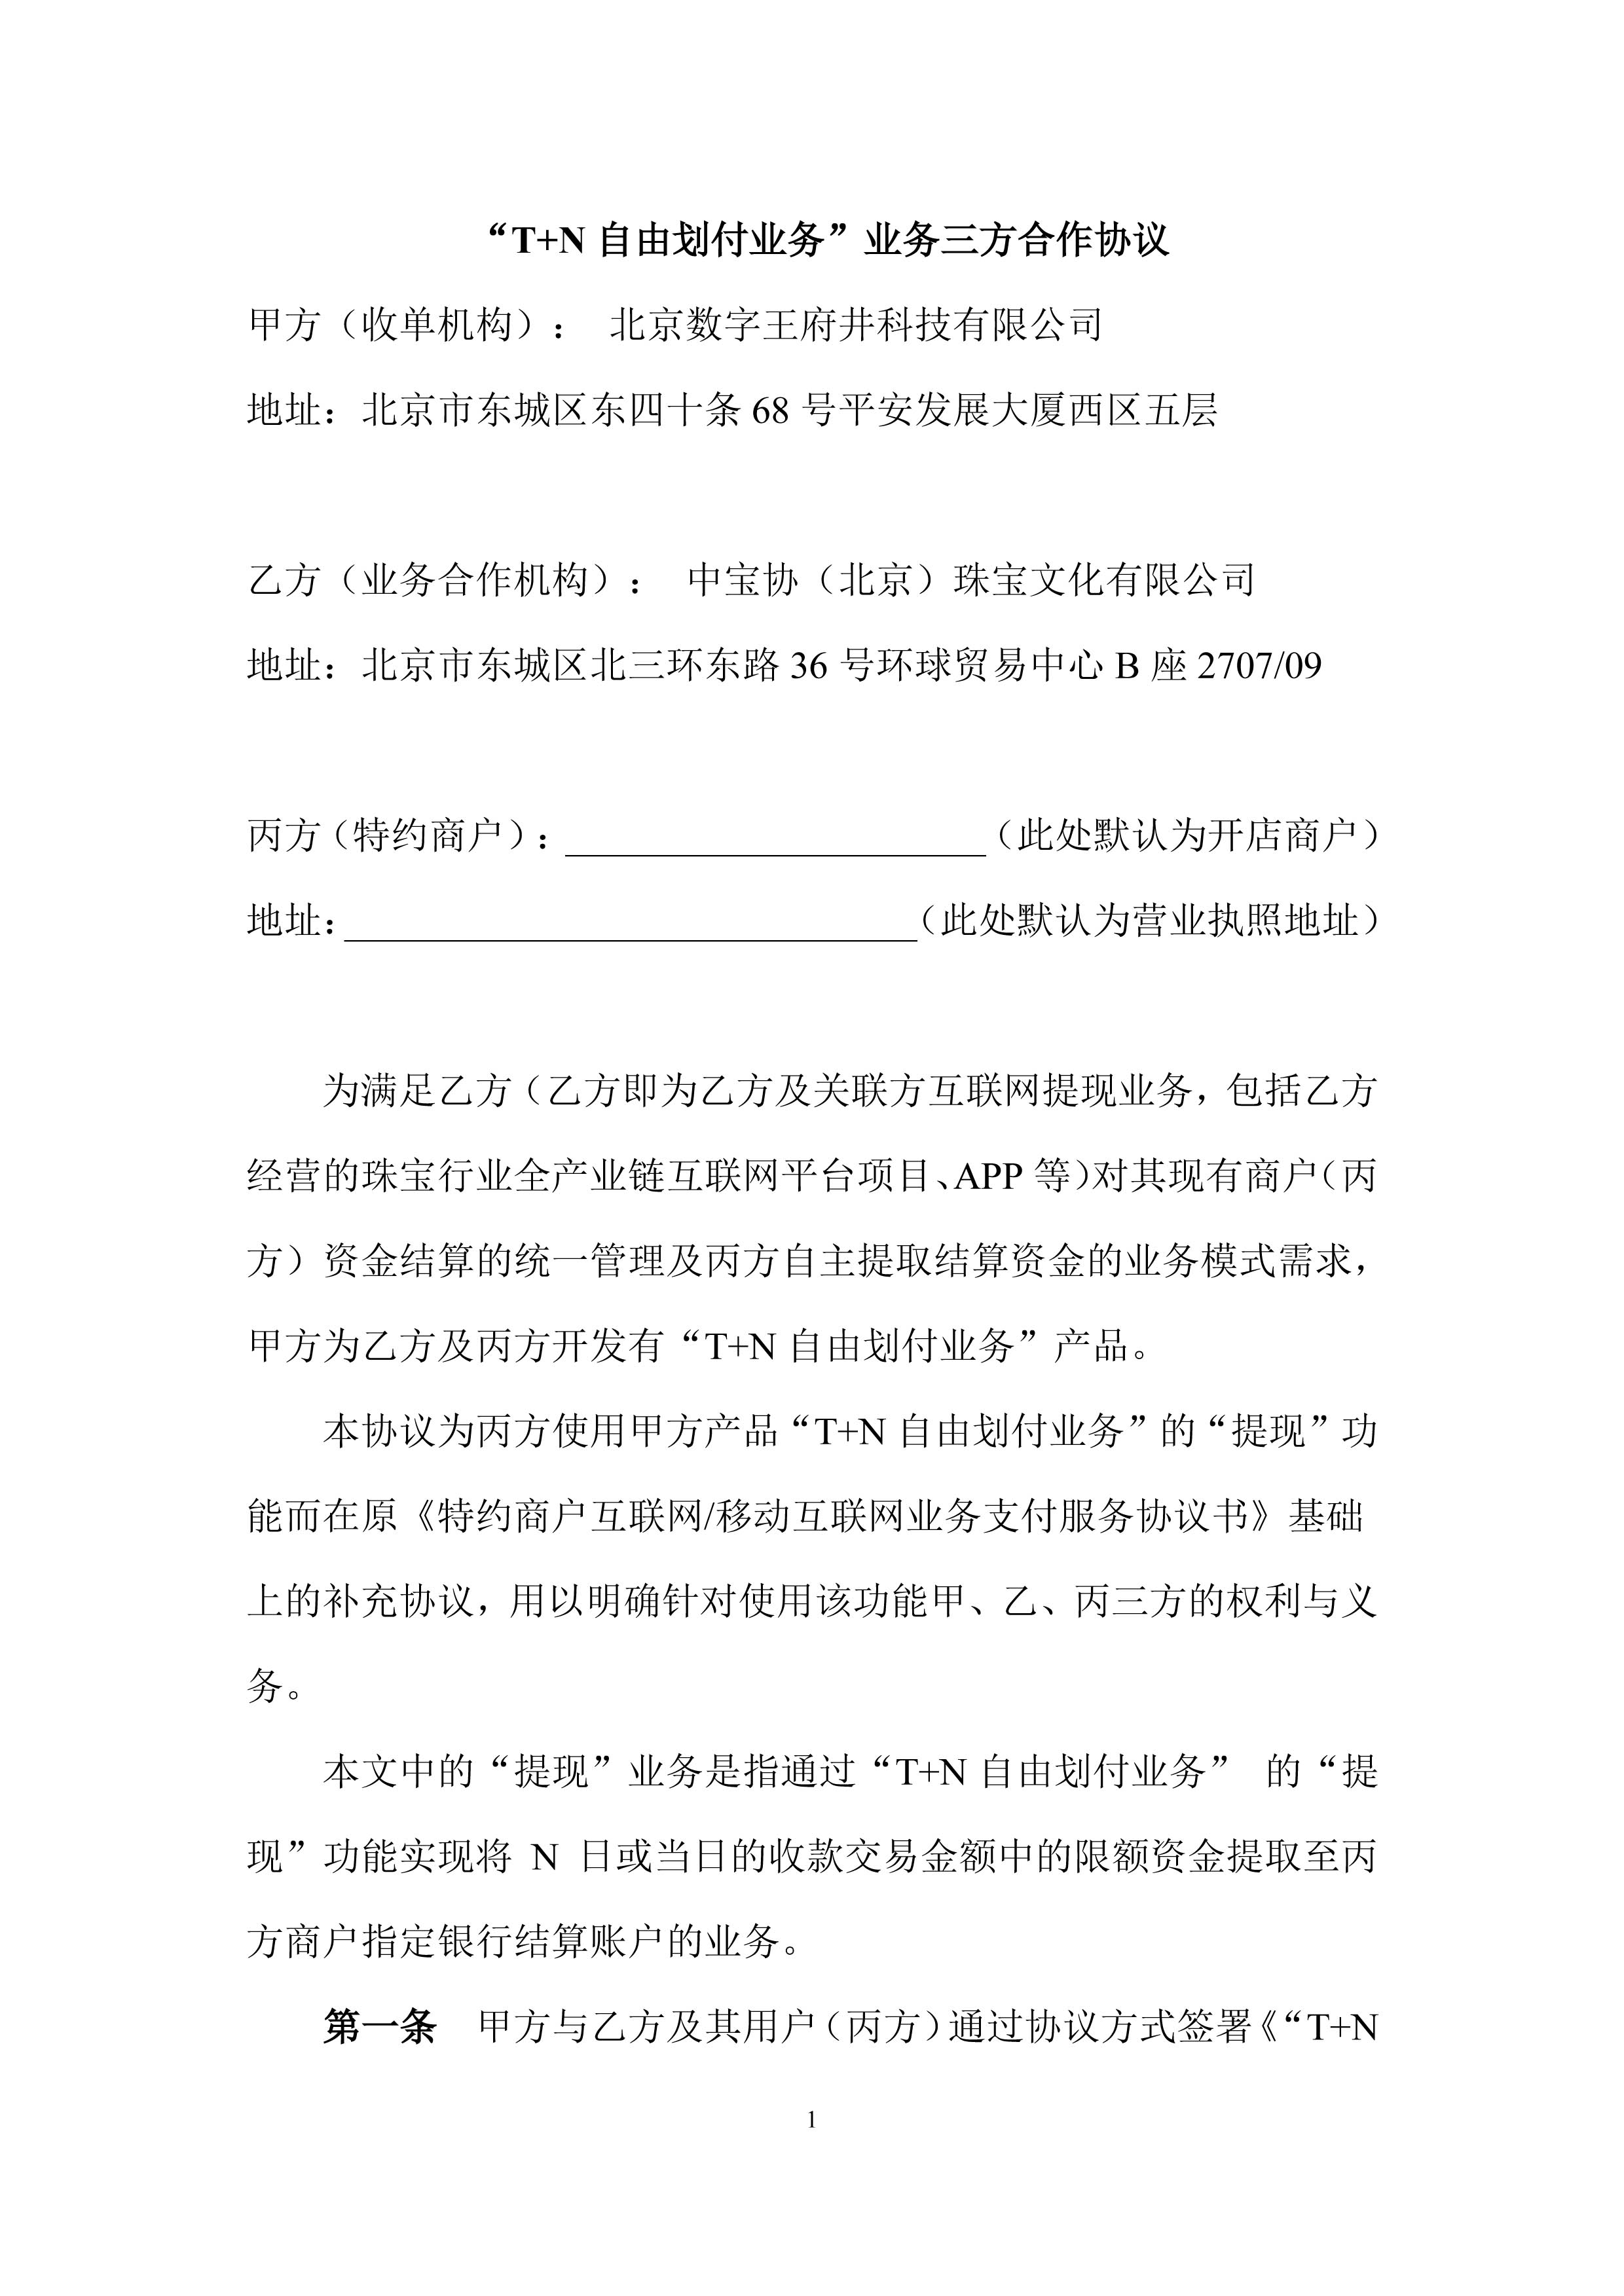 “T+N 自由划付业务”业务三方合作协议
甲方（收单机构）： 北京数字王府井科技有限公司
地址：北京市东城区东四十条 68 号平安发展大厦西区五层
乙方（业务合作机构）： 中宝协（北京）珠宝文化有限公司
地址：北京市东城区北三环东路 36 号环球贸易中心 B 座 2707/09
丙方（特约商户）：（此处默认为开店商户）
地址：（此处默认为营业执照地址）
为满足乙方（乙方即为乙方及关联方互联网提现业务，包括乙方
经营的珠宝行业全产业链互联网平台项目、APP 等）对其现有商户（丙
方）资金结算的统一管理及丙方自主提取结算资金的业务模式需求，
甲方为乙方及丙方开发有“T+N 自由划付业务”产品。
本协议为丙方使用甲方产品“T+N 自由划付业务”的“提现”功
能而在原《特约商户互联网/移动互联网业务支付服务协议书》基础
上的补充协议，用以明确针对使用该功能甲、乙、丙三方的权利与义
务。
本文中的“提现”业务是指通过“T+N 自由划付业务” 的“提
现”功能实现将 N 日或当日的收款交易金额中的限额资金提取至丙
方商户指定银行结算账户的业务。
第一条 甲方与乙方及其用户（丙方）通过协议方式签署《“T+N
1